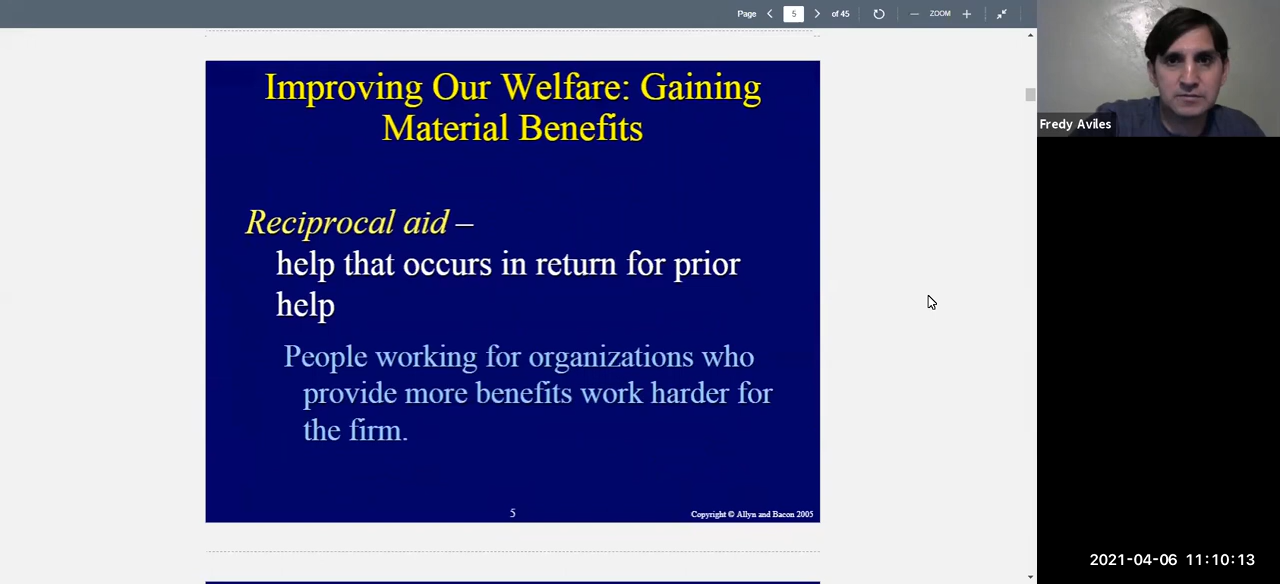 Page 5 of 45 ZOOM
Improving Our Welfare: Gaining
Material Benefits
Reciprocal aid –
help that occurs in return for prior
help
People working for organizations who
provide more benefits work harder for
the firm.
5
Copyright © Allyn and Bacon 2005
Fredy Aviles
2021-04-06 11:10:13